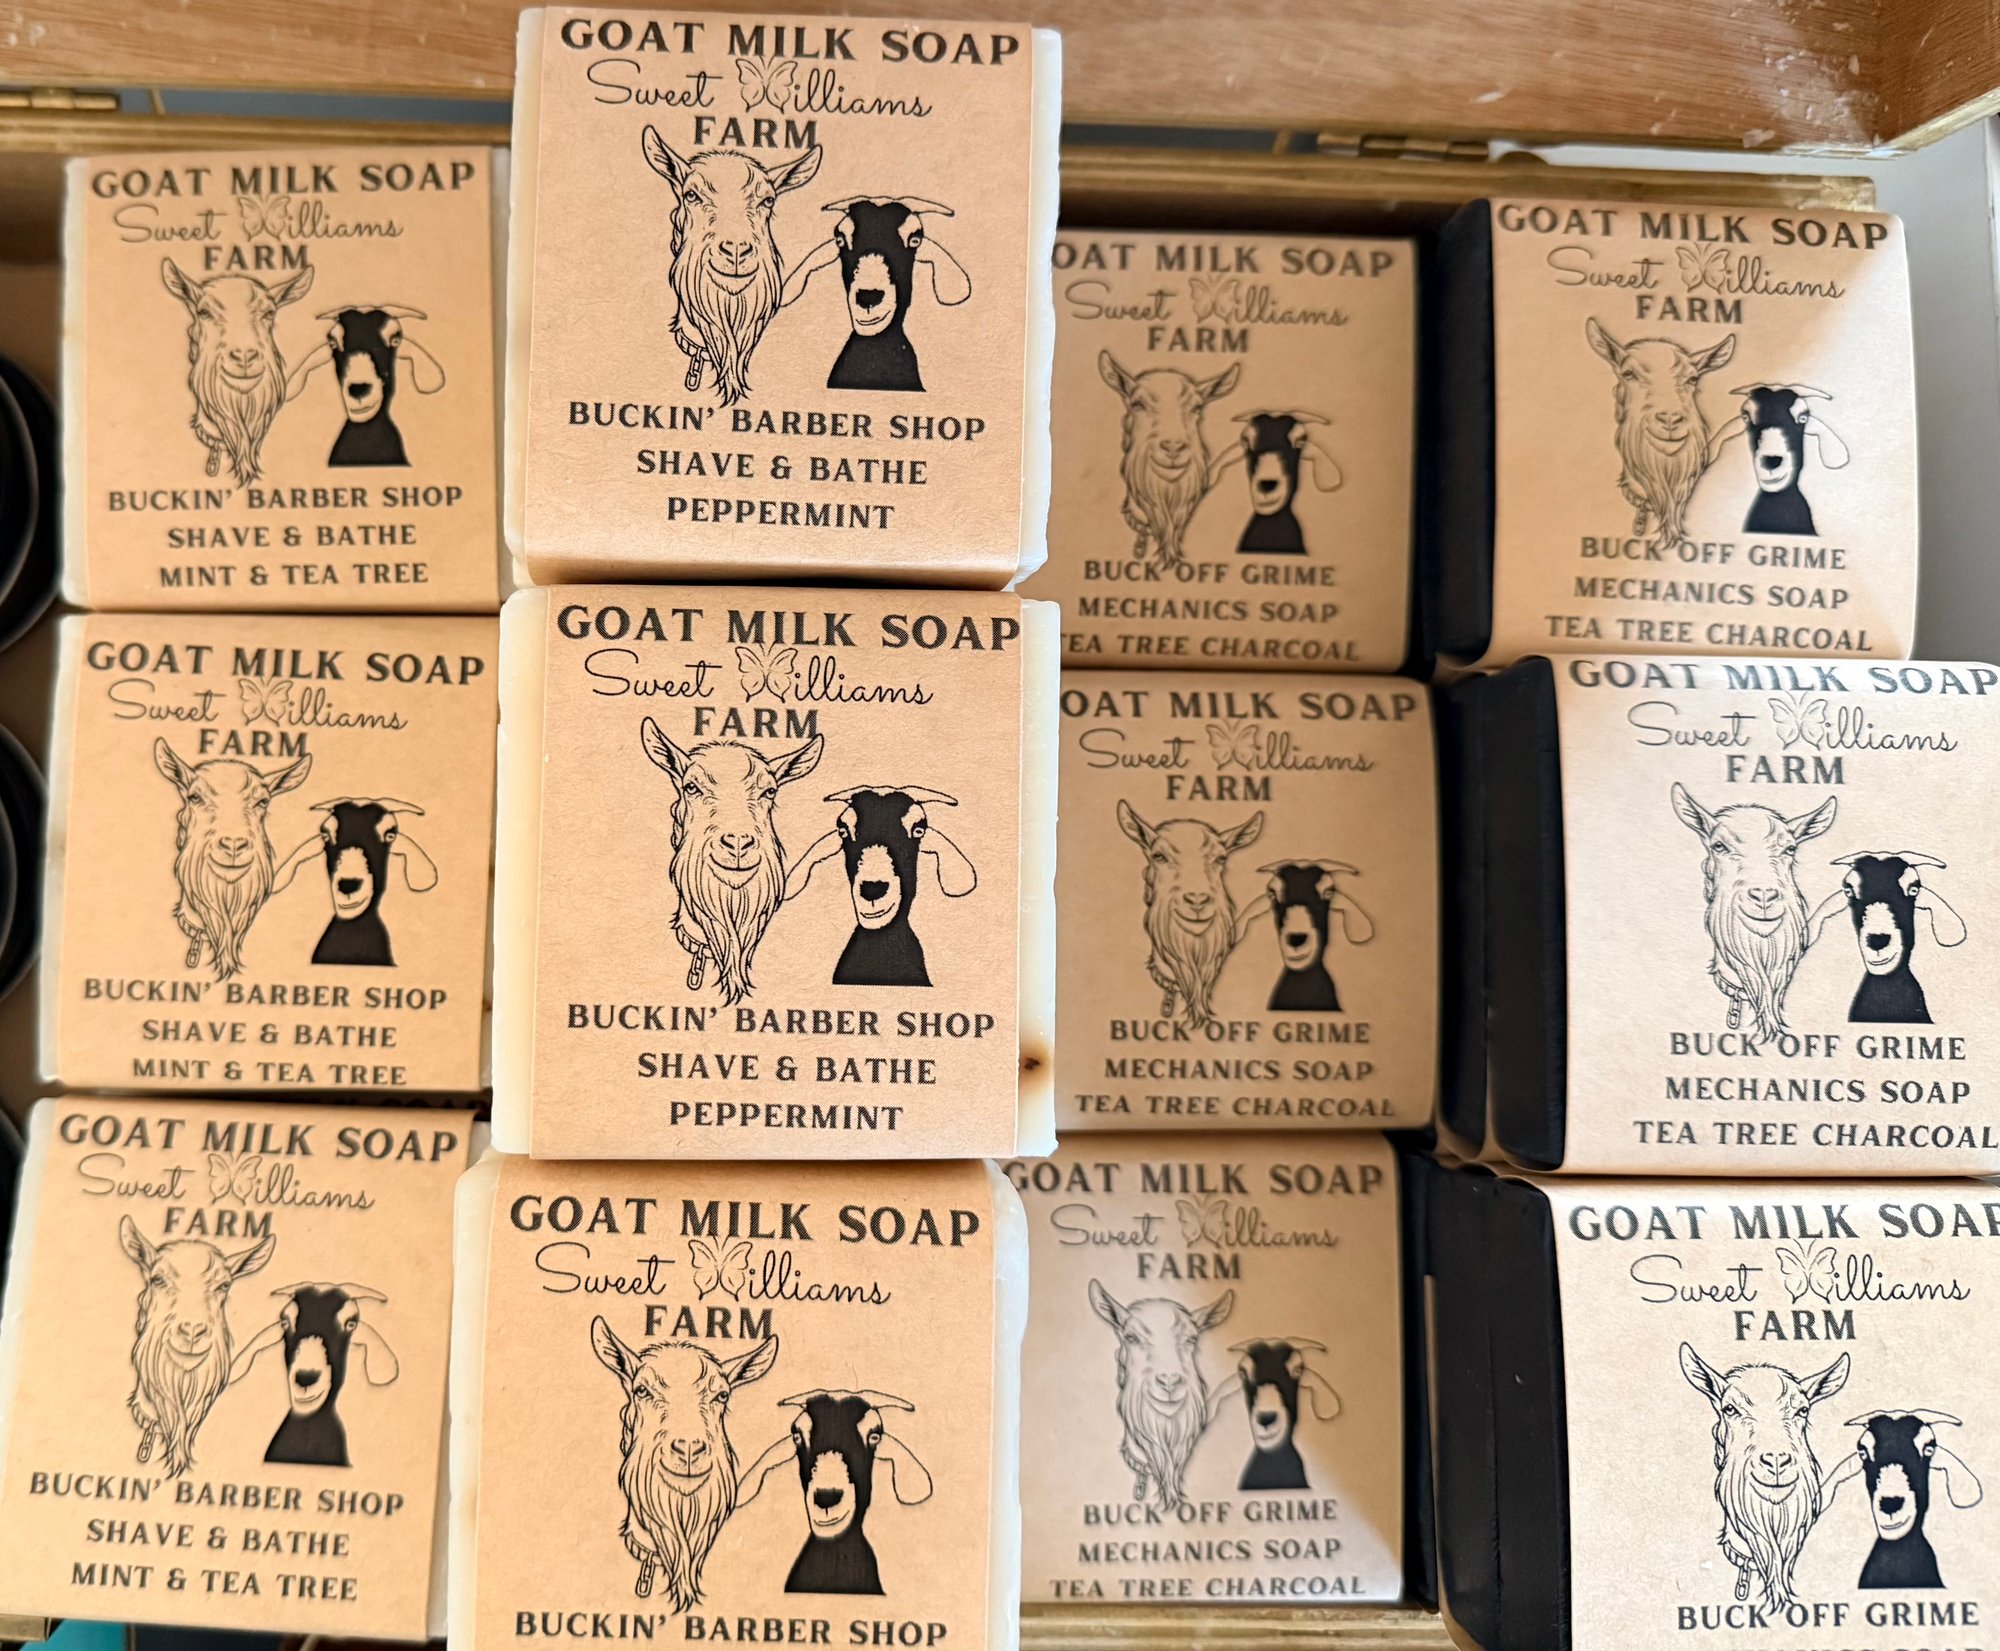 GOAT MILK SOAP
Sweet Williams
FARM
BUCKIN' BARBER SHOP
SHAVE & BATHE
MINT & TEA TREE
GOAT MILK SOAP
Sweet Williams
FARM
BUCKIN' BARBER SHOP
SHAVE & BATHE
MINT & TEA TREE
GOAT MILK SOAP
Sweet Williams
FARM
BUCKIN' BARBER SHOP
SHAVE & BATHE
MINT & TEA TREE
GOAT MILK SOAP
Sweet Williams
FARM
BUCKIN' BARBER SHOP
SHAVE & BATHE
PEPPERMINT
GOAT MILK SOAP
Sweet Williams
FARM
BUCKIN' BARBER SHOP
SHAVE & BATHE
PEPPERMINT
GOAT MILK SOAP
Sweet Williams
FARM
BUCKIN' BARBER SHOP
OAT MILK SOAP
Sweet Williams
FARM
BUCK OFF GRIME
MECHANICS SOAP
TEA TREE CHARCOAL
OAT MILK SOAP
Sweet Williams
FARM
BUCK OFF GRIME
MECHANICS SOAP
TEA TREE CHARCOAL
GOAT MILK SOAP
Sweet Williams
FARM
BUCK OFF GRIME
MECHANICS SOAP
TEA TREE CHARCOAL
GOAT MILK SOAP
Sweet Williams
FARM
BUCK OFF GRIME
MECHANICS SOAP
TEA TREE CHARCOAL
GOAT MILK SOAP
Sweet Williams
FARM
BUCK OFF GRIME
MECHANICS SOAP
TEA TREE CHARCOAL
GOAT MILK SOAP
Sweet Williams
FARM
BUCK OFF GRIME